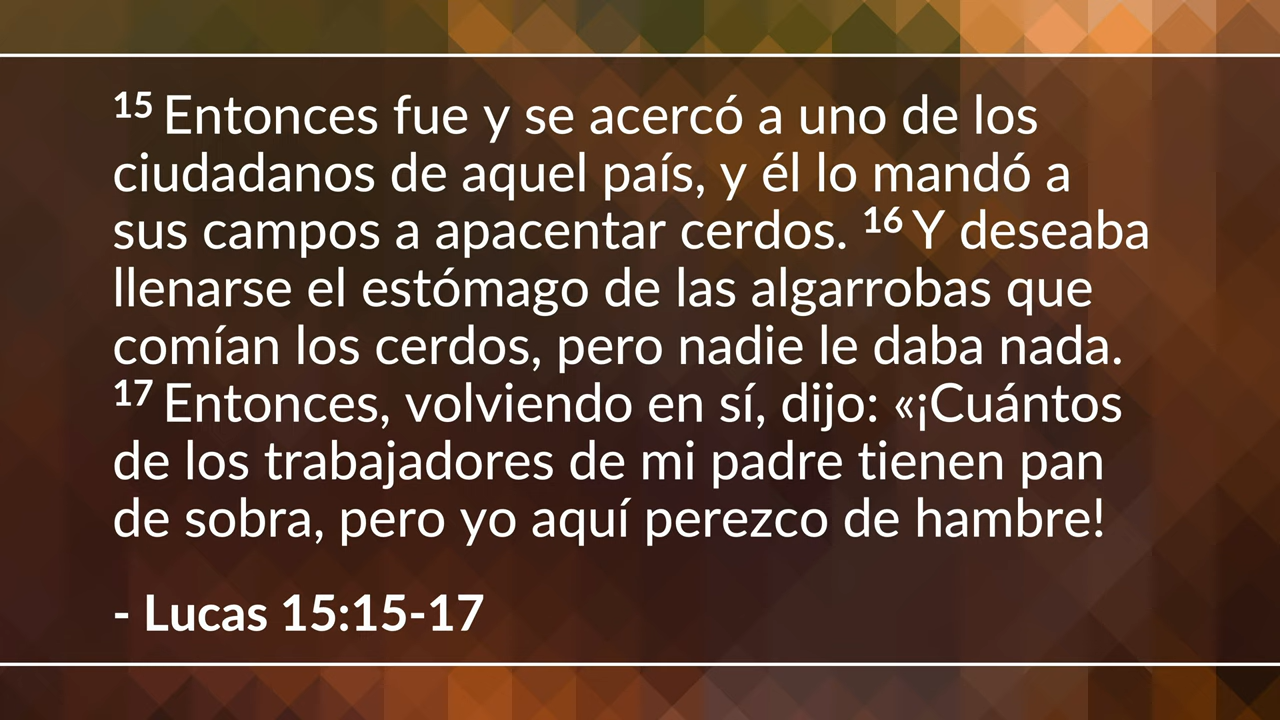 15 Entonces fue y se acercó a uno de los
ciudadanos de aquel país, y él lo mandó a
sus campos a apacentar cerdos. 16 Y deseaba
llenarse el estómago de las algarrobas que
comían los cerdos, pero nadie le daba nada.
17 Entonces, volviendo en sí, dijo: «¡Cuántos
de los trabajadores de mi padre tienen pan
de sobra, pero yo aquí perezco de hambre!
- Lucas 15:15-17